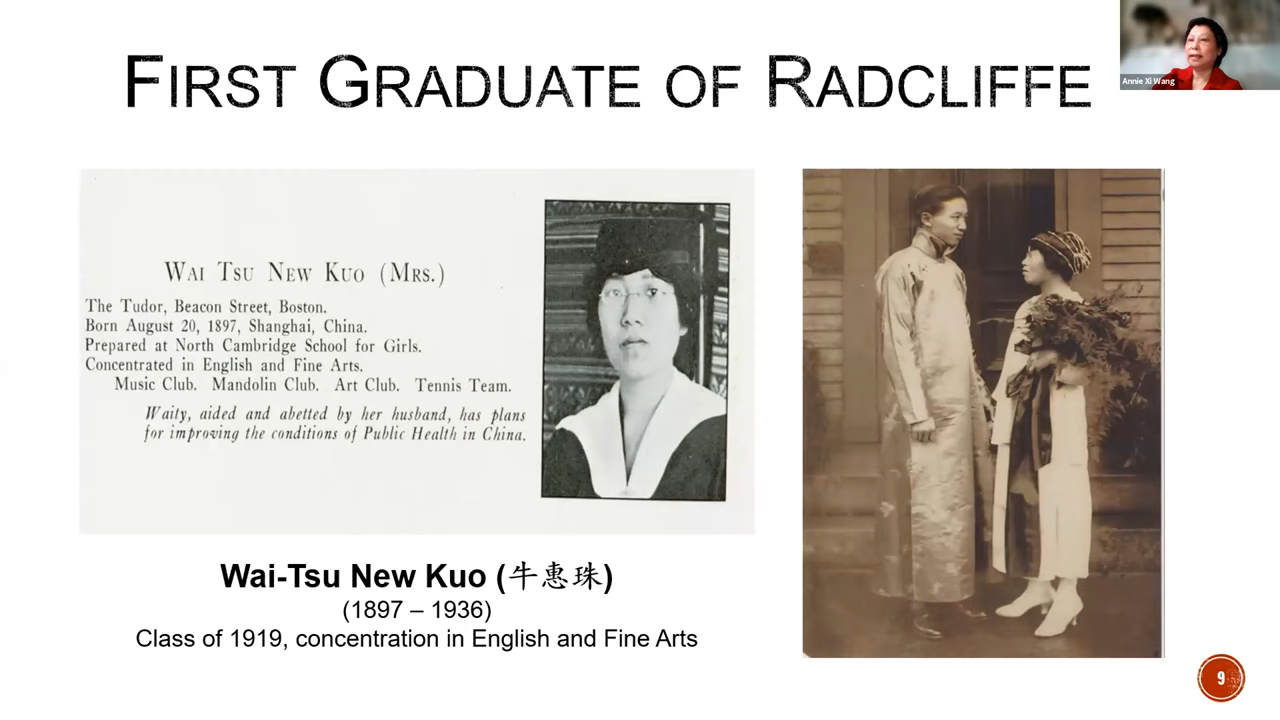 FIRST GRADUATE OF RADCLIFFE
Annie Xi Wang
WAI TSU NEW KUO (MRS.)
The Tudor, Beacon Street, Boston.
Born August 20, 1897, Shanghai, China.
Prepared at North Cambridge School for Girls.
Concentrated in English and Fine Arts.
Music Club. Mandolin Club. Art Club. Tennis Team.
Waity, aided and abetted by her husband, has plans
for improving the conditions of Public Health in China.
Wai-Tsu New Kuo (牛惠珠)
(1897 – 1936)
Class of 1919, concentration in English and Fine Arts
9